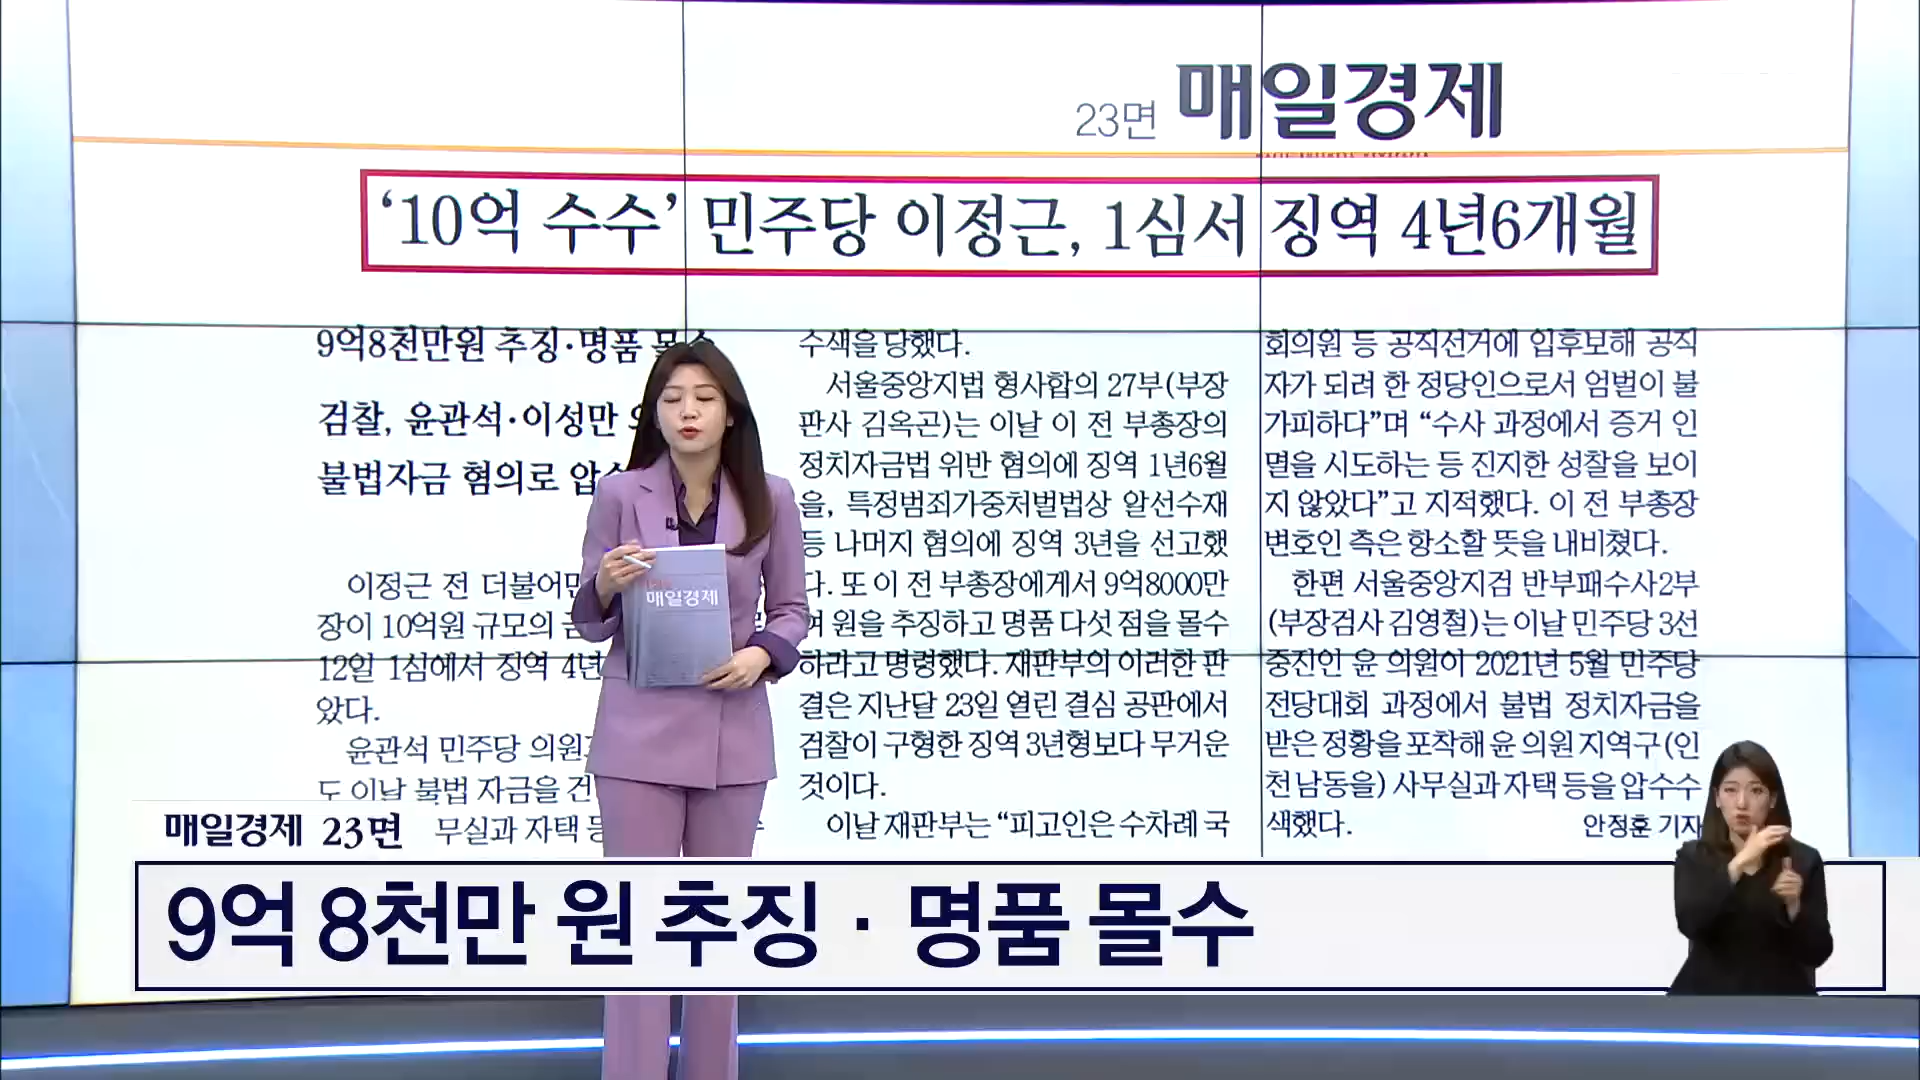 23면 매일경제
‘10억 수수’ 민주당 이정근, 1심서 징역 4년6개월
9억8천만원 추징·명품 몰수
검찰, 윤관석·이성만
불법자금 혐의로
이정근 전
장이 10억원 규모의
12일 1심에서 징역
았다.
윤관석 민주당
도 이날 불법 자금을
무실과 자택
수색을 당했다.
서울중앙지법 형사합의 27부(부장
판사 김옥곤)는 이날 이 전 부총장의
정치자금법 위반 혐의에 징역 1년6월
을, 특정범죄가중처벌법상 알선수재
등 나머지 혐의에 징역 3년을 선고했
다. 또 이 전 부총장에게서 9억8000만
여 원을 추징하고 명품 다섯 점을 몰수
하라고 명령했다. 재판부의 이러한 판
결은 지난달 23일 열린 결심 공판에서
검찰이 구형한 징역 3년형보다 무거운
것이다.
이날 재판부는 “피고인은 수차례 국
회의원 등 공직선거에 입후보해 공직
자가 되려 한 정당인으로서 엄벌이 불
가피하다”며 “수사 과정에서 증거 인
멸을 시도하는 등 진지한 성찰을 보이
지 않았다”고 지적했다. 이 전 부총장
변호인 측은 항소할 뜻을 내비쳤다.
한편 서울중앙지검 반부패수사2부
(부장검사 김영철)는 이날 민주당 3선
중진인 윤 의원이 2021년 5월 민주당
전당대회 과정에서 불법 정치자금을
받은 정황을 포착해 윤 의원 지역구(인
천 남동을) 사무실과 자택 등을 압수수
색했다.
안정훈 기자
매일경제
매일경제 23면
9억 8천만 원 추징 · 명품 몰수